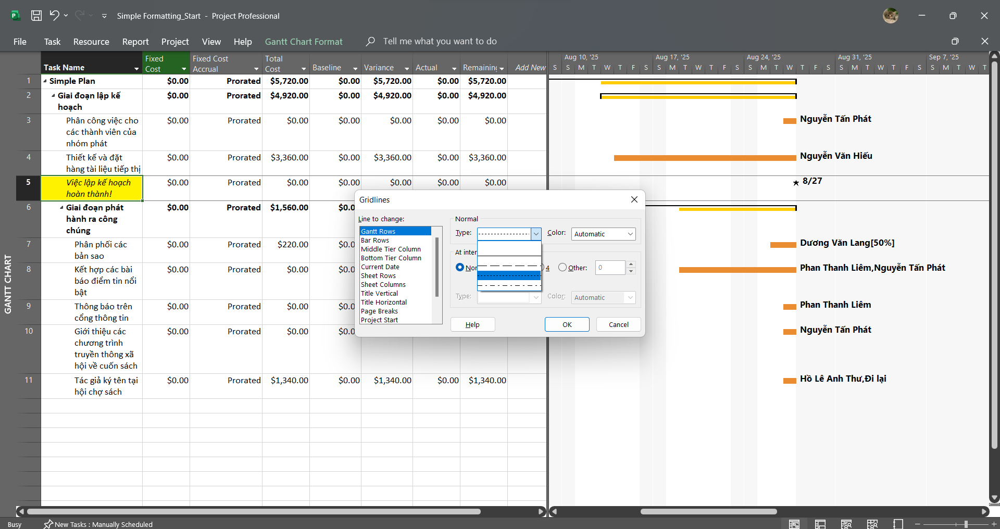 Simple Formatting_Start - Project Professional
File Task Resource Report Project View Help Gantt Chart Format Tell me what you want to do
Task Name
Fixed
Cost
Fixed Cost
Accrual
Total
Cost
Baseline
Variance
Actual
Remaining
Add New
Aug 10, '25 Aug 17, '25 Aug 24, '25 Aug 31, '25 Sep 7, '25
S S M T W T F S S M T W T F S S M T W T F S S M T W T F S S M T W T
1 Simple Plan $0.00 Prorated $5,720.00 $0.00 $5,720.00 $0.00 $5,720.00
2 Giai đoạn lập kế $0.00 Prorated $4,920.00 $0.00 $4,920.00 $0.00 $4,920.00
hoạch
3 Phân công việc cho $0.00 Prorated $0.00 $0.00 $0.00 $0.00 $0.00 Nguyễn Tấn Phát
các thành viên của
nhóm phát
4 Thiết kế và đặt $0.00 Prorated $3,360.00 $0.00 $3,360.00 $0.00 $3,360.00 Nguyễn Văn Hiếu
hàng tài liệu tiếp thị
5 Việc lập kế hoạch $0.00 Prorated $0.00 $0.00 $0.00 $0.00 $0.00 8/27
hoàn thành!
6 Giai đoạn phát $0.00 Prorated $1,560.00 $0.0
hành ra công
chúng
7 Phân phối các $0.00 Prorated $220.00 $0.0 Dương Văn Lang[50%]
bản sao
8 Kết hợp các bài $0.00 Prorated $0.00 $0.0 Phan Thanh Liêm,Nguyễn Tấn Phát
báo điểm tin nổi
bật
9 Thông báo trên $0.00 Prorated $0.00 $0.0 Phan Thanh Liêm
cổng thông tin
10 Giới thiệu các $0.00 Prorated $0.00 $0.0 Nguyễn Tấn Phát
chương trình
truyền thông xã
hội về cuốn sách
11 Tác giả ký tên tại $0.00 Prorated $1,340.00 $0.00 $1,340.00 $0.00 $1,340.00 Hồ Lê Anh Thư,Đi lại
hội chợ sách
Gridlines
Line to change:
Gantt Rows
Bar Rows
Middle Tier Column
Bottom Tier Column
Current Date
Sheet Rows
Sheet Columns
Title Vertical
Title Horizontal
Page Breaks
Project Start
Normal
Type: Color: Automatic
At inter
Nor 4 Other: 0
Type: Color: Automatic
Help OK Cancel
GANTT CHART
Busy New Tasks : Manually Scheduled